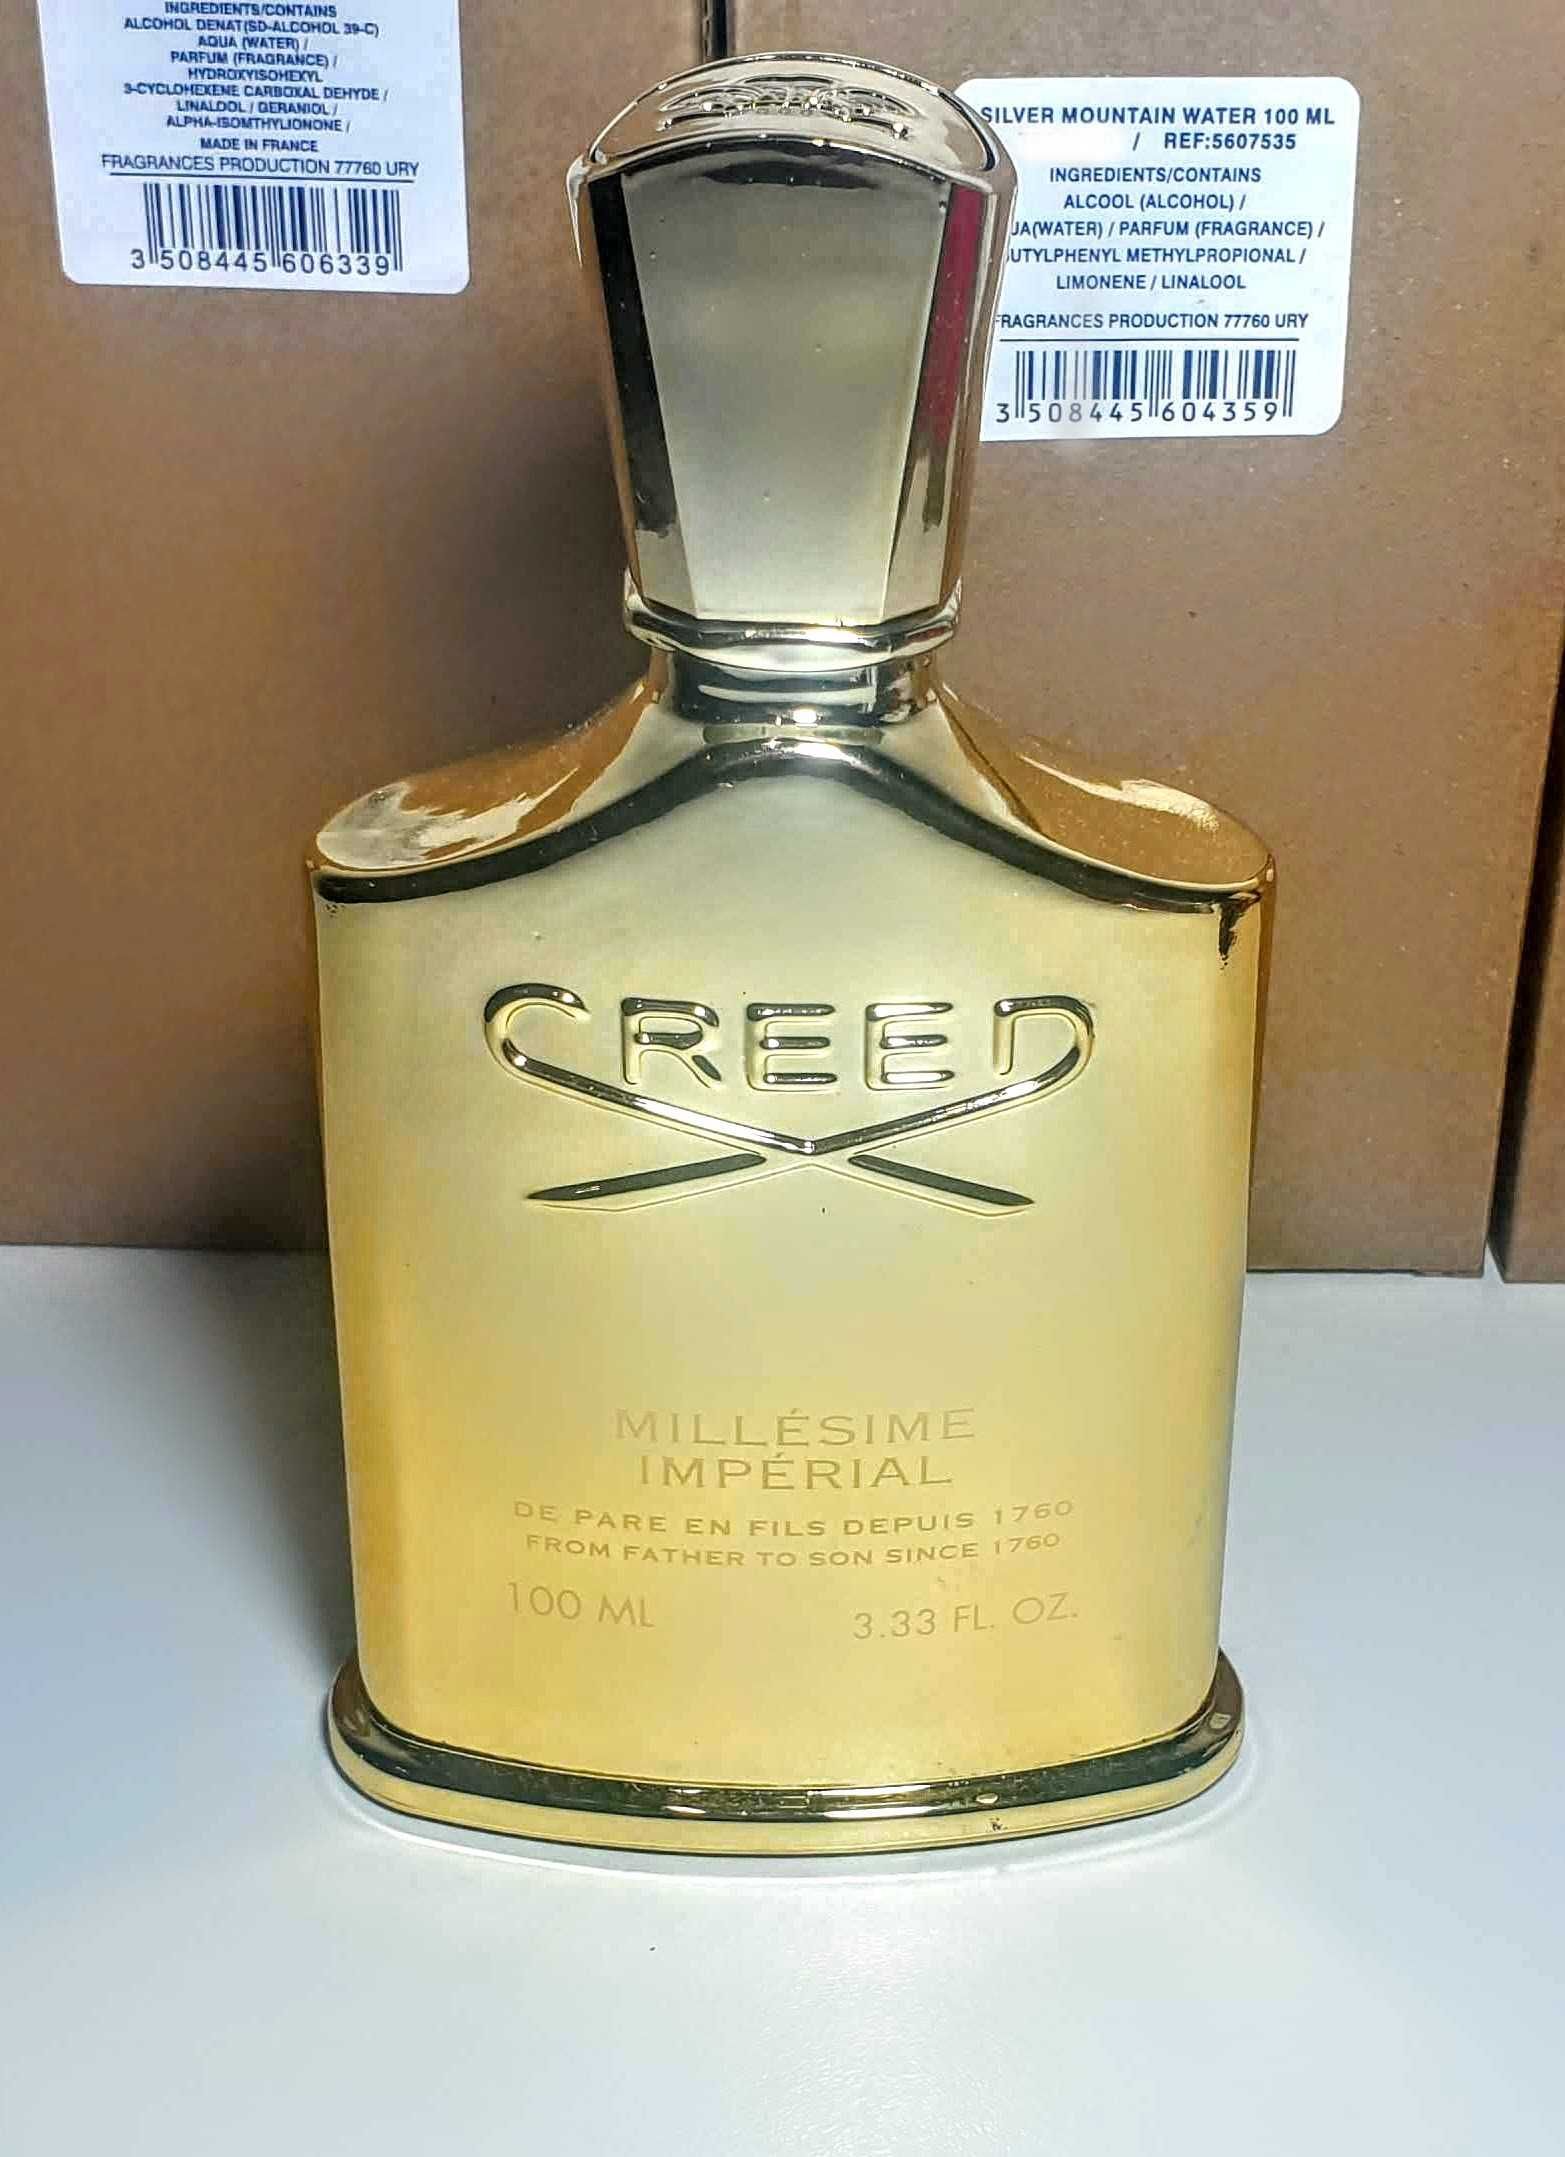 INGREDIENTS/CONTAINS
ALCOHOL DENAT(SD-ALCOHOL 39-C)
AQUA (WATER) /
PARFUM (FRAGRANCE) /
HYDROXYISOHEXYL
3-CYCLOHEXENE CARBOXAL DEHYDE /
LINALDOL / GERANIOL /
ALPHA-ISOMTHYLIONONE /
MADE IN FRANCE
FRAGRANCES PRODUCTION 77760 URY
3 508445 606339
SILVER MOUNTAIN WATER 100 ML
/ REF:5607535
INGREDIENTS/CONTAINS
ALCOOL (ALCOHOL) /
UA(WATER) / PARFUM (FRAGRANCE) /
UTYLPHENYL METHYLPROPIONAL /
LIMONENE / LINALOOL
FRAGRANCES PRODUCTION 77760 URY
3 508445 604359
CREED
MILLÉSIME
IMPÉRIAL
DE PARE EN FILS DEPUIS 1760
FROM FATHER TO SON SINCE 1760
100 ML 3.33 FL. OZ.